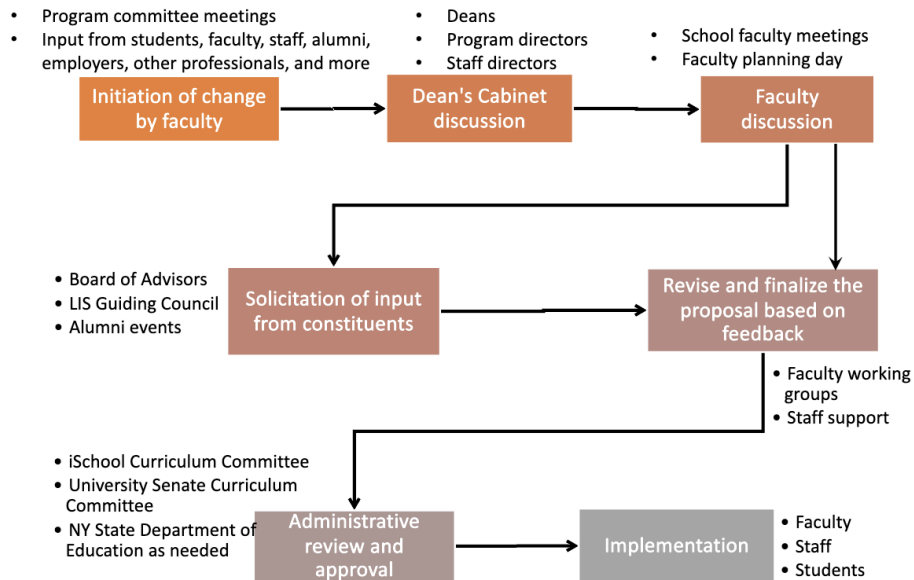 • Program committee meetings
• Input from students, faculty, staff, alumni,
employers, other professionals, and more
• Deans
• Program directors
• Staff directors
• School faculty meetings
• Faculty planning day
Initiation of change
by faculty
Dean's Cabinet
discussion
Faculty
discussion
• Board of Advisors
• LIS Guiding Council
• Alumni events
Solicitation of input
from constituents
Revise and finalize the
proposal based on
feedback
• Faculty working
groups
• Staff support
• iSchool Curriculum Committee
• University Senate Curriculum
Committee
• NY State Department of
Education as needed
Administrative
review and
approval
Implementation
• Faculty
• Staff
• Students